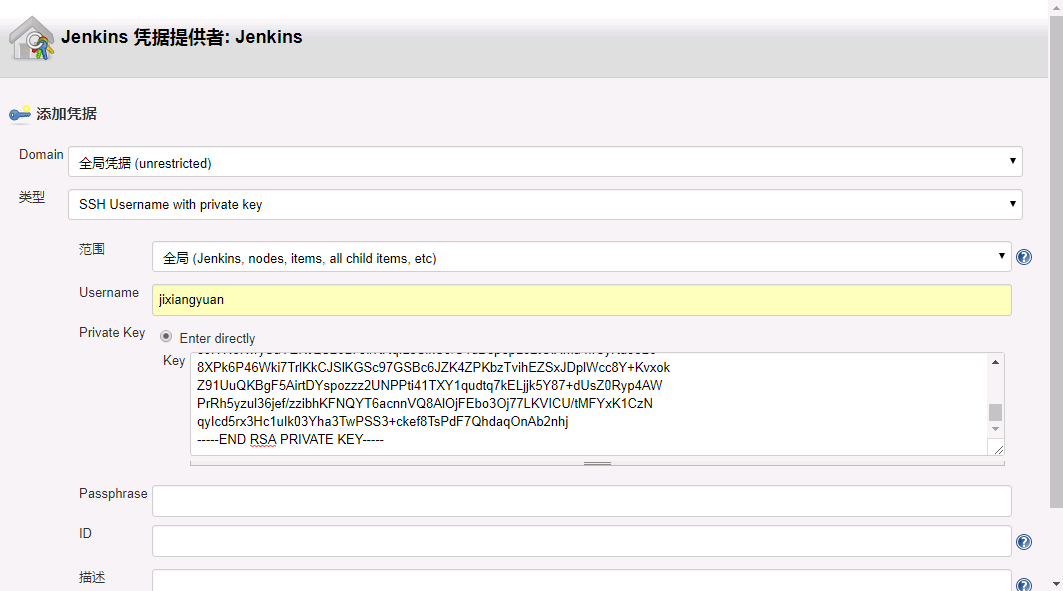 Jenkins 凭据提供者: Jenkins
添加凭据
Domain
全局凭据 (unrestricted)
类型
SSH Username with private key
范围
全局 (Jenkins, nodes, items, all child items, etc)
Username
jixiangyuan
Private Key
Enter directly
Key
8XPk6P46Wki7TrlKkCJSlKGSc97GSBc6JZK4ZPKbzTvihEZSxJDplWcc8Y+Kvxok
Z91UuQKBgF5AirtDYspozzz2UNPPti41TXY1qudtq7kELjjk5Y87+dUsZ0Ryp4AW
PrRh5yzul36jef/zzibhKFNQYT6acnnVQ8AlOjFEbo3Oj77LKVICU/tMFYxK1CzN
qyIcd5rx3Hc1uIk03Yha3TwPSS3+ckef8TsPdF7QhdaqOnAb2nhj
-----END RSA PRIVATE KEY-----
Passphrase
ID
描述